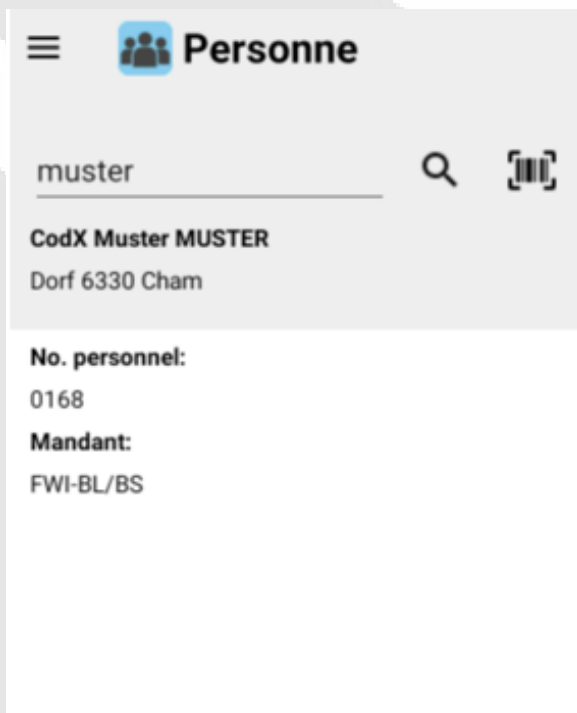 Personne
muster
CodX Muster MUSTER
Dorf 6330 Cham
No. personnel:
0168
Mandant:
FWI-BL/BS